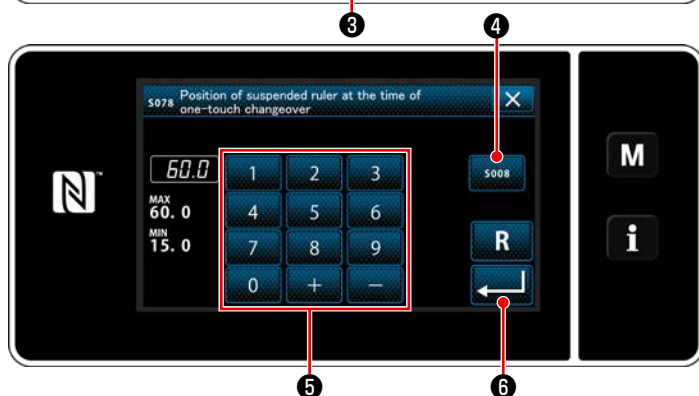 ❸
❹
S078 Position of suspended ruler at the time of
one-touch changeover
X
60.0
MAX
60. 0
MIN
15. 0
1 2 3
4 5 6
7 8 9
0 + −
S008
R
M
i
N
❺
❻